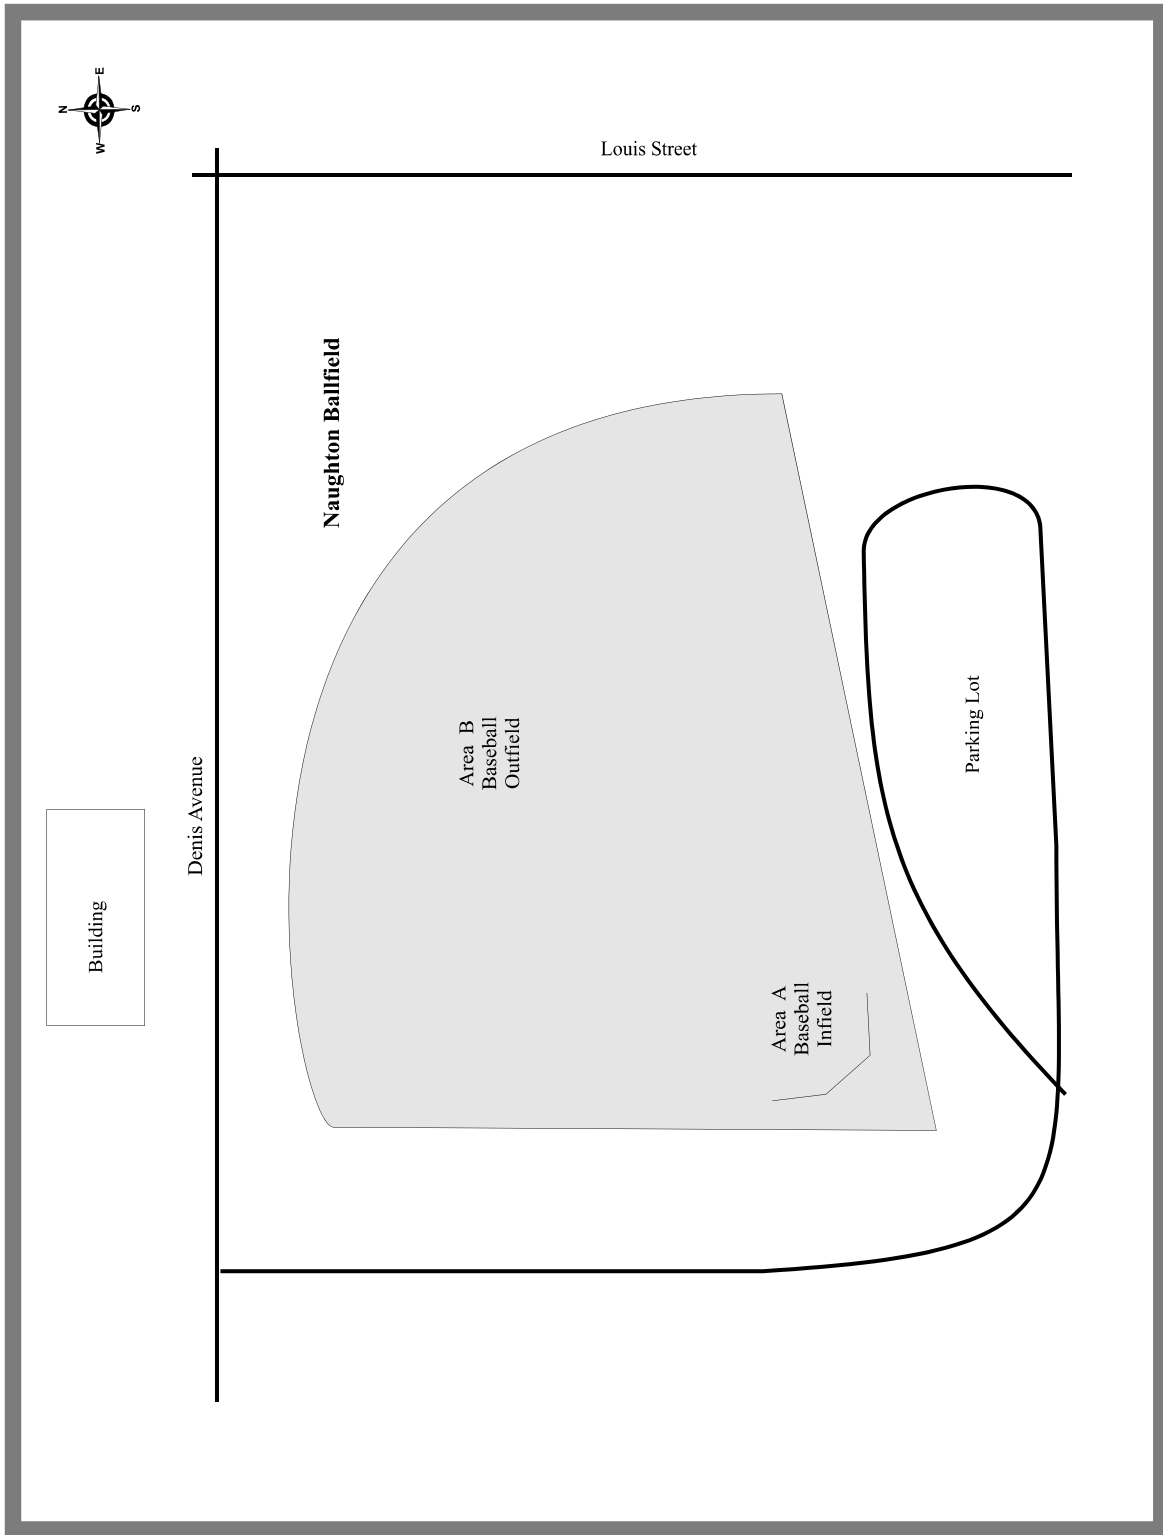 E
N
S
W
Louis Street
Naughton Ballfield
Area B
Baseball
Outfield
Denis Avenue
Parking Lot
Building
Area A
Baseball
Infield